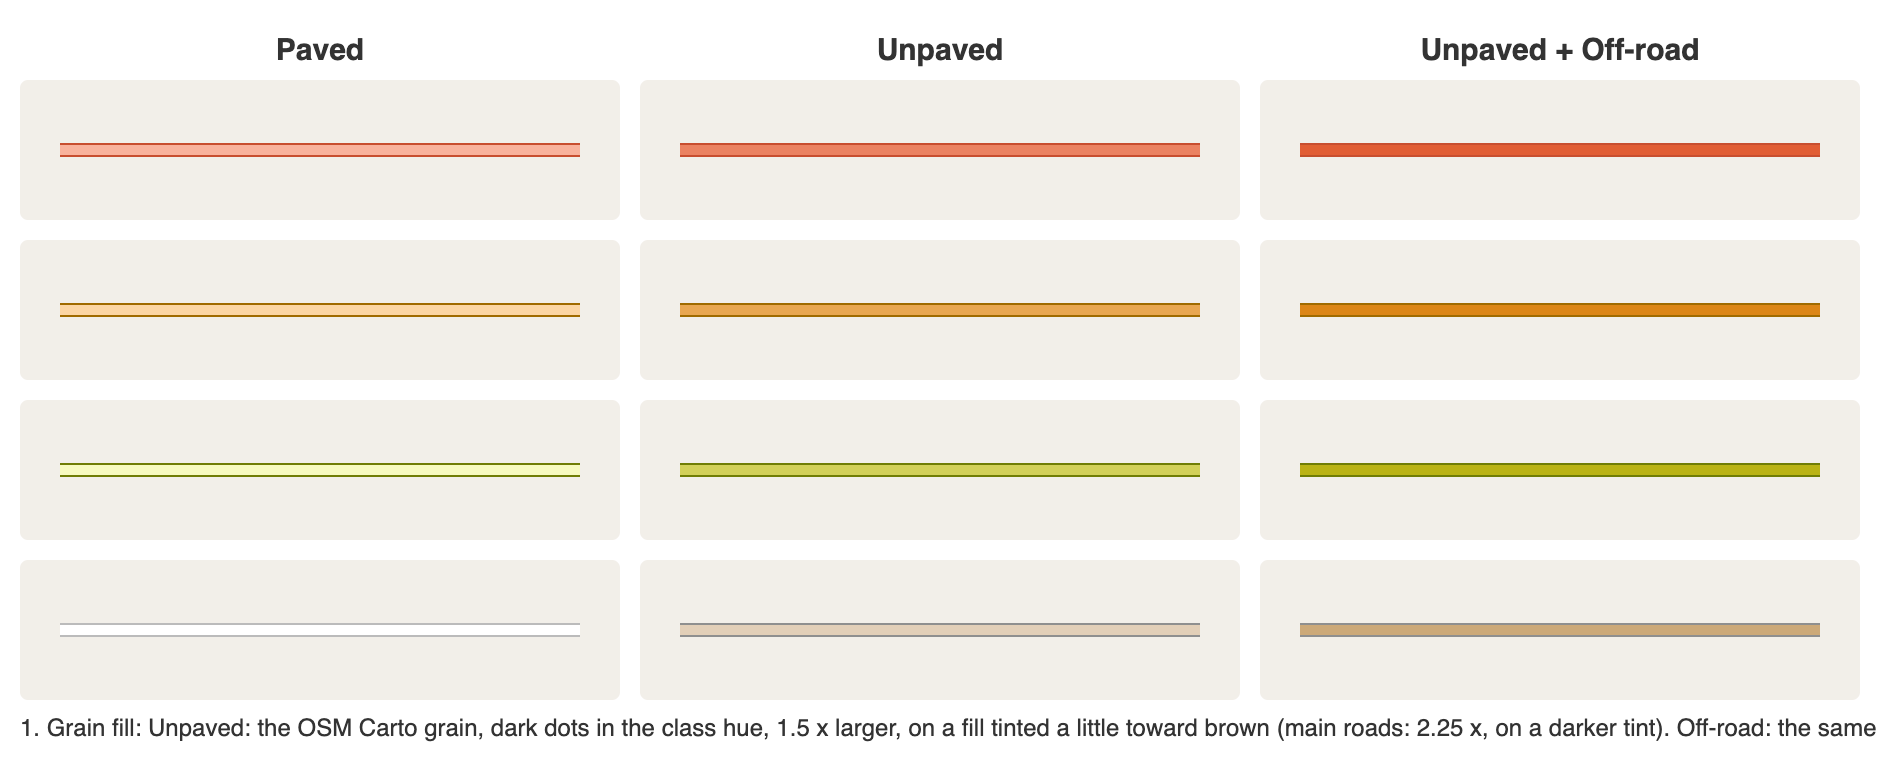 Paved
Unpaved
Unpaved + Off-road
1. Grain fill: Unpaved: the OSM Carto grain, dark dots in the class hue, 1.5 x larger, on a fill tinted a little toward brown (main roads: 2.25 x, on a darker tint). Off-road: the same